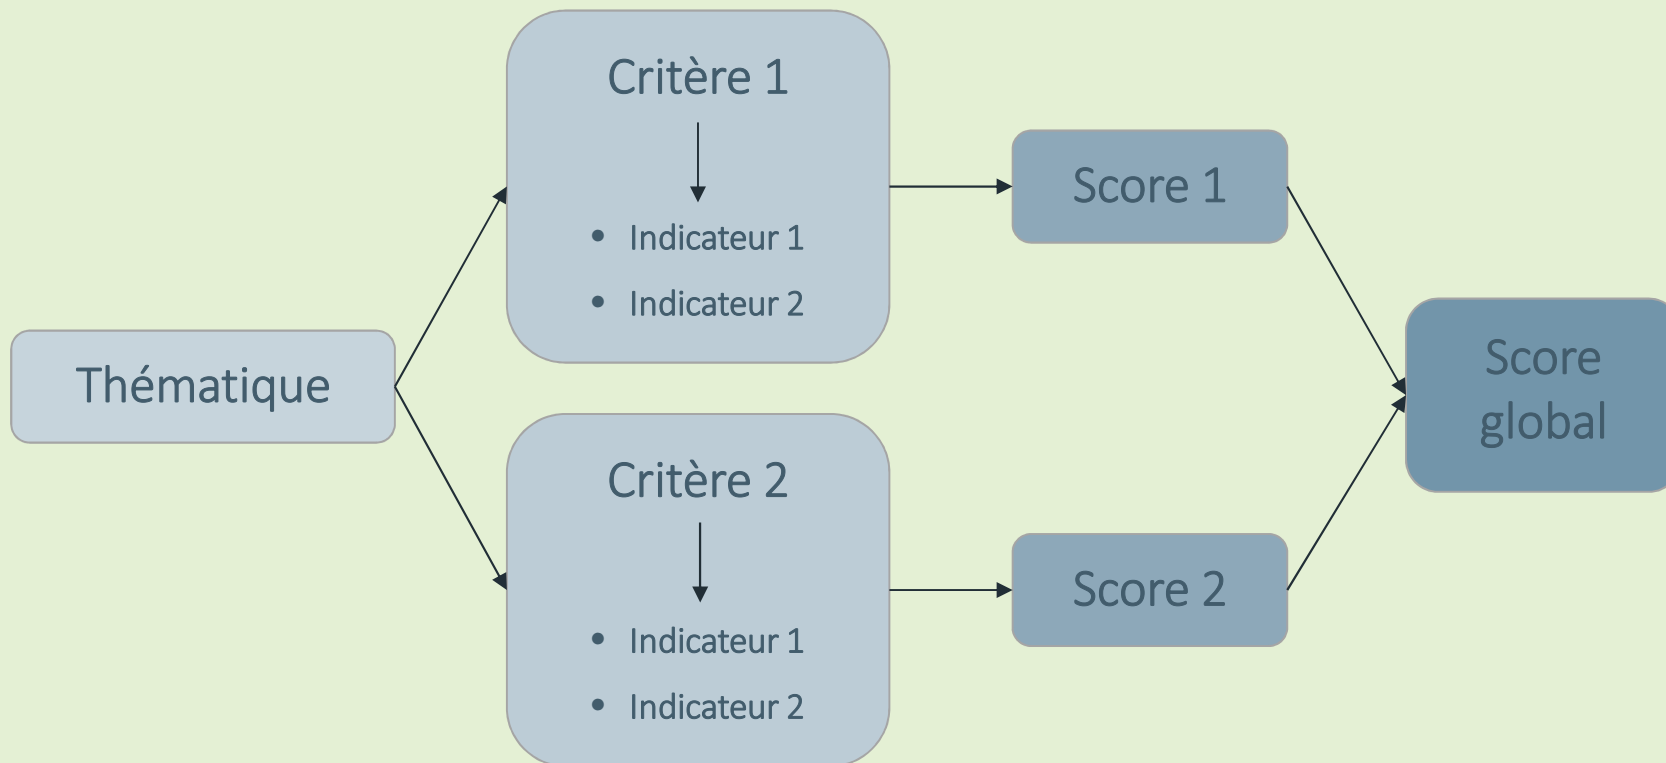 Thématique
Critère 1
• Indicateur 1
• Indicateur 2
Critère 2
• Indicateur 1
• Indicateur 2
Score 1
Score 2
Score
global